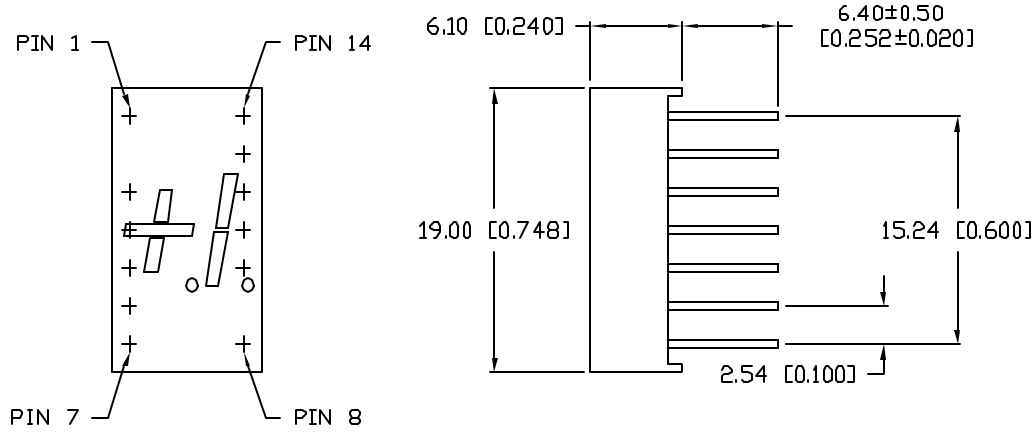 PIN 1
PIN 14
PIN 7
PIN 8
6.10 [0.240]
6.40±0.50
[0.252±0.020]
19.00 [0.748]
15.24 [0.600]
2.54 [0.100]